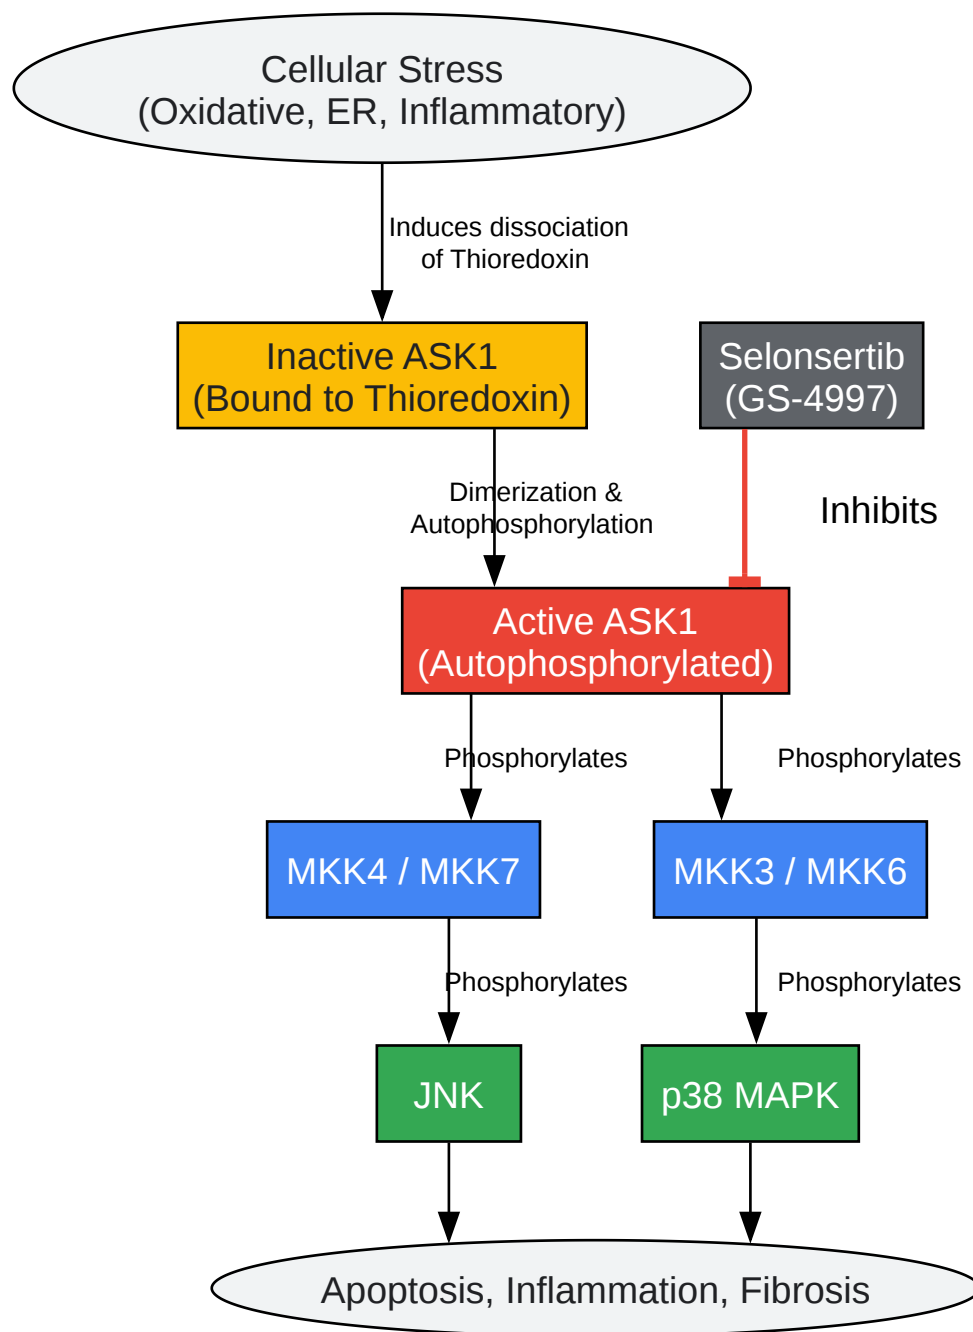 Cellular Stress
(Oxidative, ER, Inflammatory)
Induces dissociation
of Thioredoxin
Inactive ASK1
(Bound to Thioredoxin)
Selonsertib
(GS-4997)
Dimerization &
Autophosphorylation
Inhibits
Active ASK1
(Autophosphorylated)
Phosphorylates
Phosphorylates
MKK4 / MKK7
MKK3 / MKK6
Phosphorylates
Phosphorylates
JNK
p38 MAPK
Apoptosis, Inflammation, Fibrosis